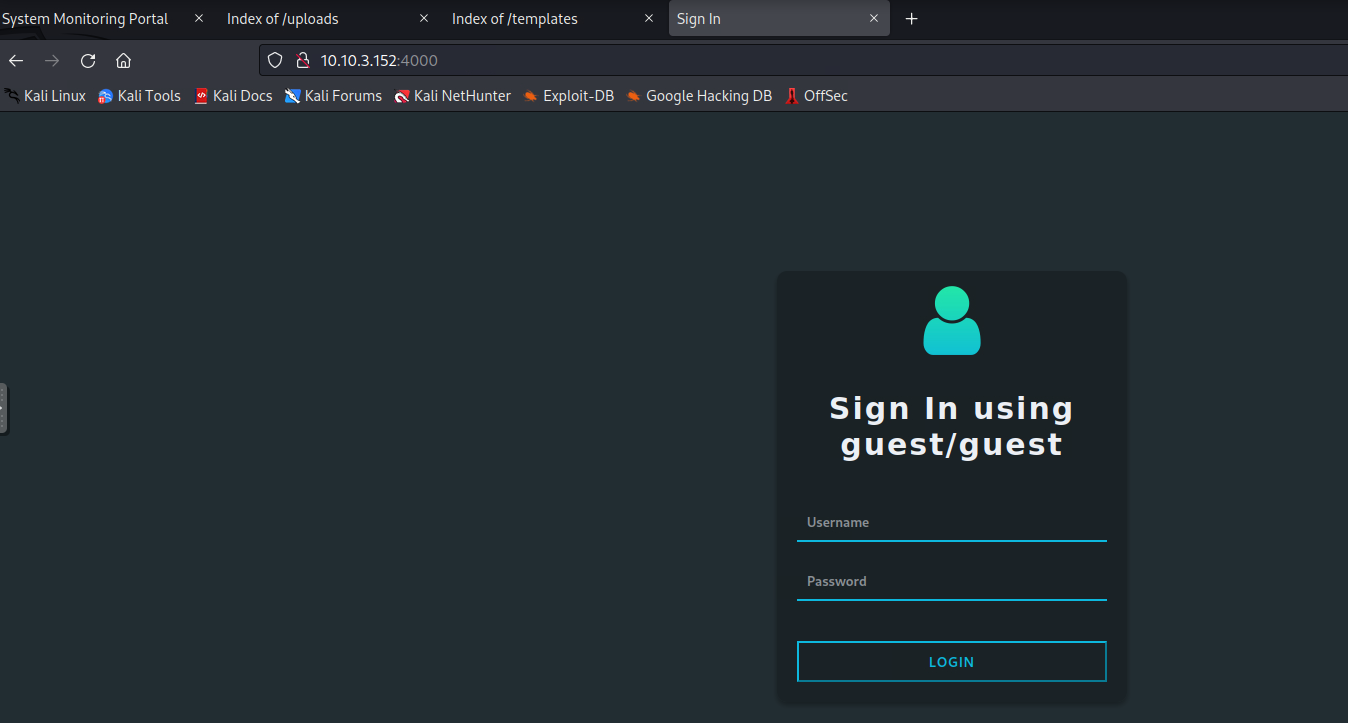 System Monitoring Portal
Index of /uploads
Index of /templates
Sign In
10.10.3.152:4000
Kali Linux
Kali Tools
Kali Docs
Kali Forums
Kali NetHunter
Exploit-DB
Google Hacking DB
OffSec
Sign In using
guest/guest
Username
Password
LOGIN